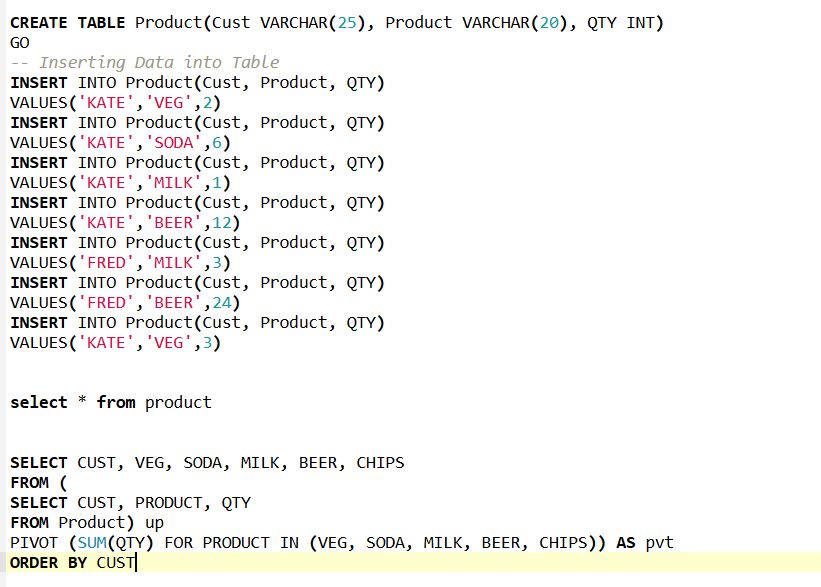 CREATE TABLE Product(Cust VARCHAR(25), Product VARCHAR(20), QTY INT)
GO
-- Inserting Data into Table
INSERT INTO Product(Cust, Product, QTY)
VALUES('KATE','VEG',2)
INSERT INTO Product(Cust, Product, QTY)
VALUES('KATE','SODA',6)
INSERT INTO Product(Cust, Product, QTY)
VALUES('KATE','MILK',1)
INSERT INTO Product(Cust, Product, QTY)
VALUES('KATE','BEER',12)
INSERT INTO Product(Cust, Product, QTY)
VALUES('FRED','MILK',3)
INSERT INTO Product(Cust, Product, QTY)
VALUES('FRED','BEER',24)
INSERT INTO Product(Cust, Product, QTY)
VALUES('KATE','VEG',3)
select * from product
SELECT CUST, VEG, SODA, MILK, BEER, CHIPS
FROM (
SELECT CUST, PRODUCT, QTY
FROM Product) up
PIVOT (SUM(QTY) FOR PRODUCT IN (VEG, SODA, MILK, BEER, CHIPS)) AS pvt
ORDER BY CUST